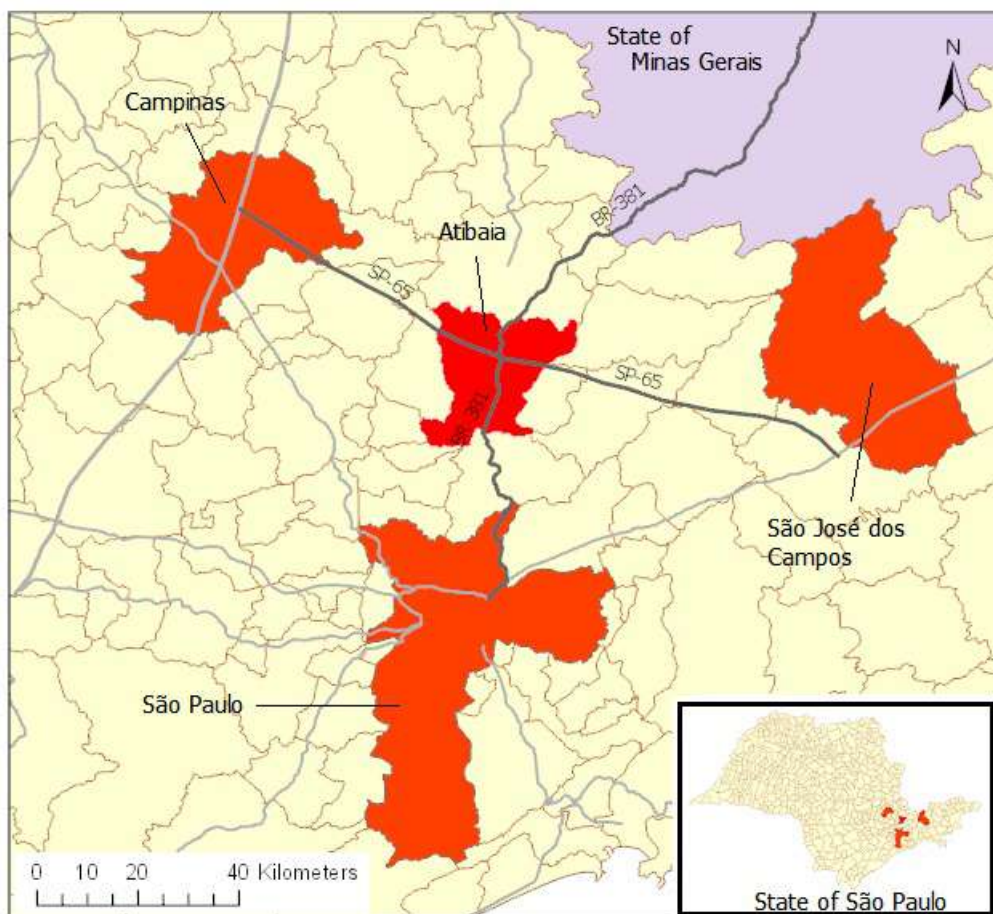 State of
Minas Gerais
N
Campinas
BR-381
Atibaia
SP-65
SP-65
BR-381
São José dos
Campos
São Paulo
0 10 20 40 Kilometers
State of São Paulo